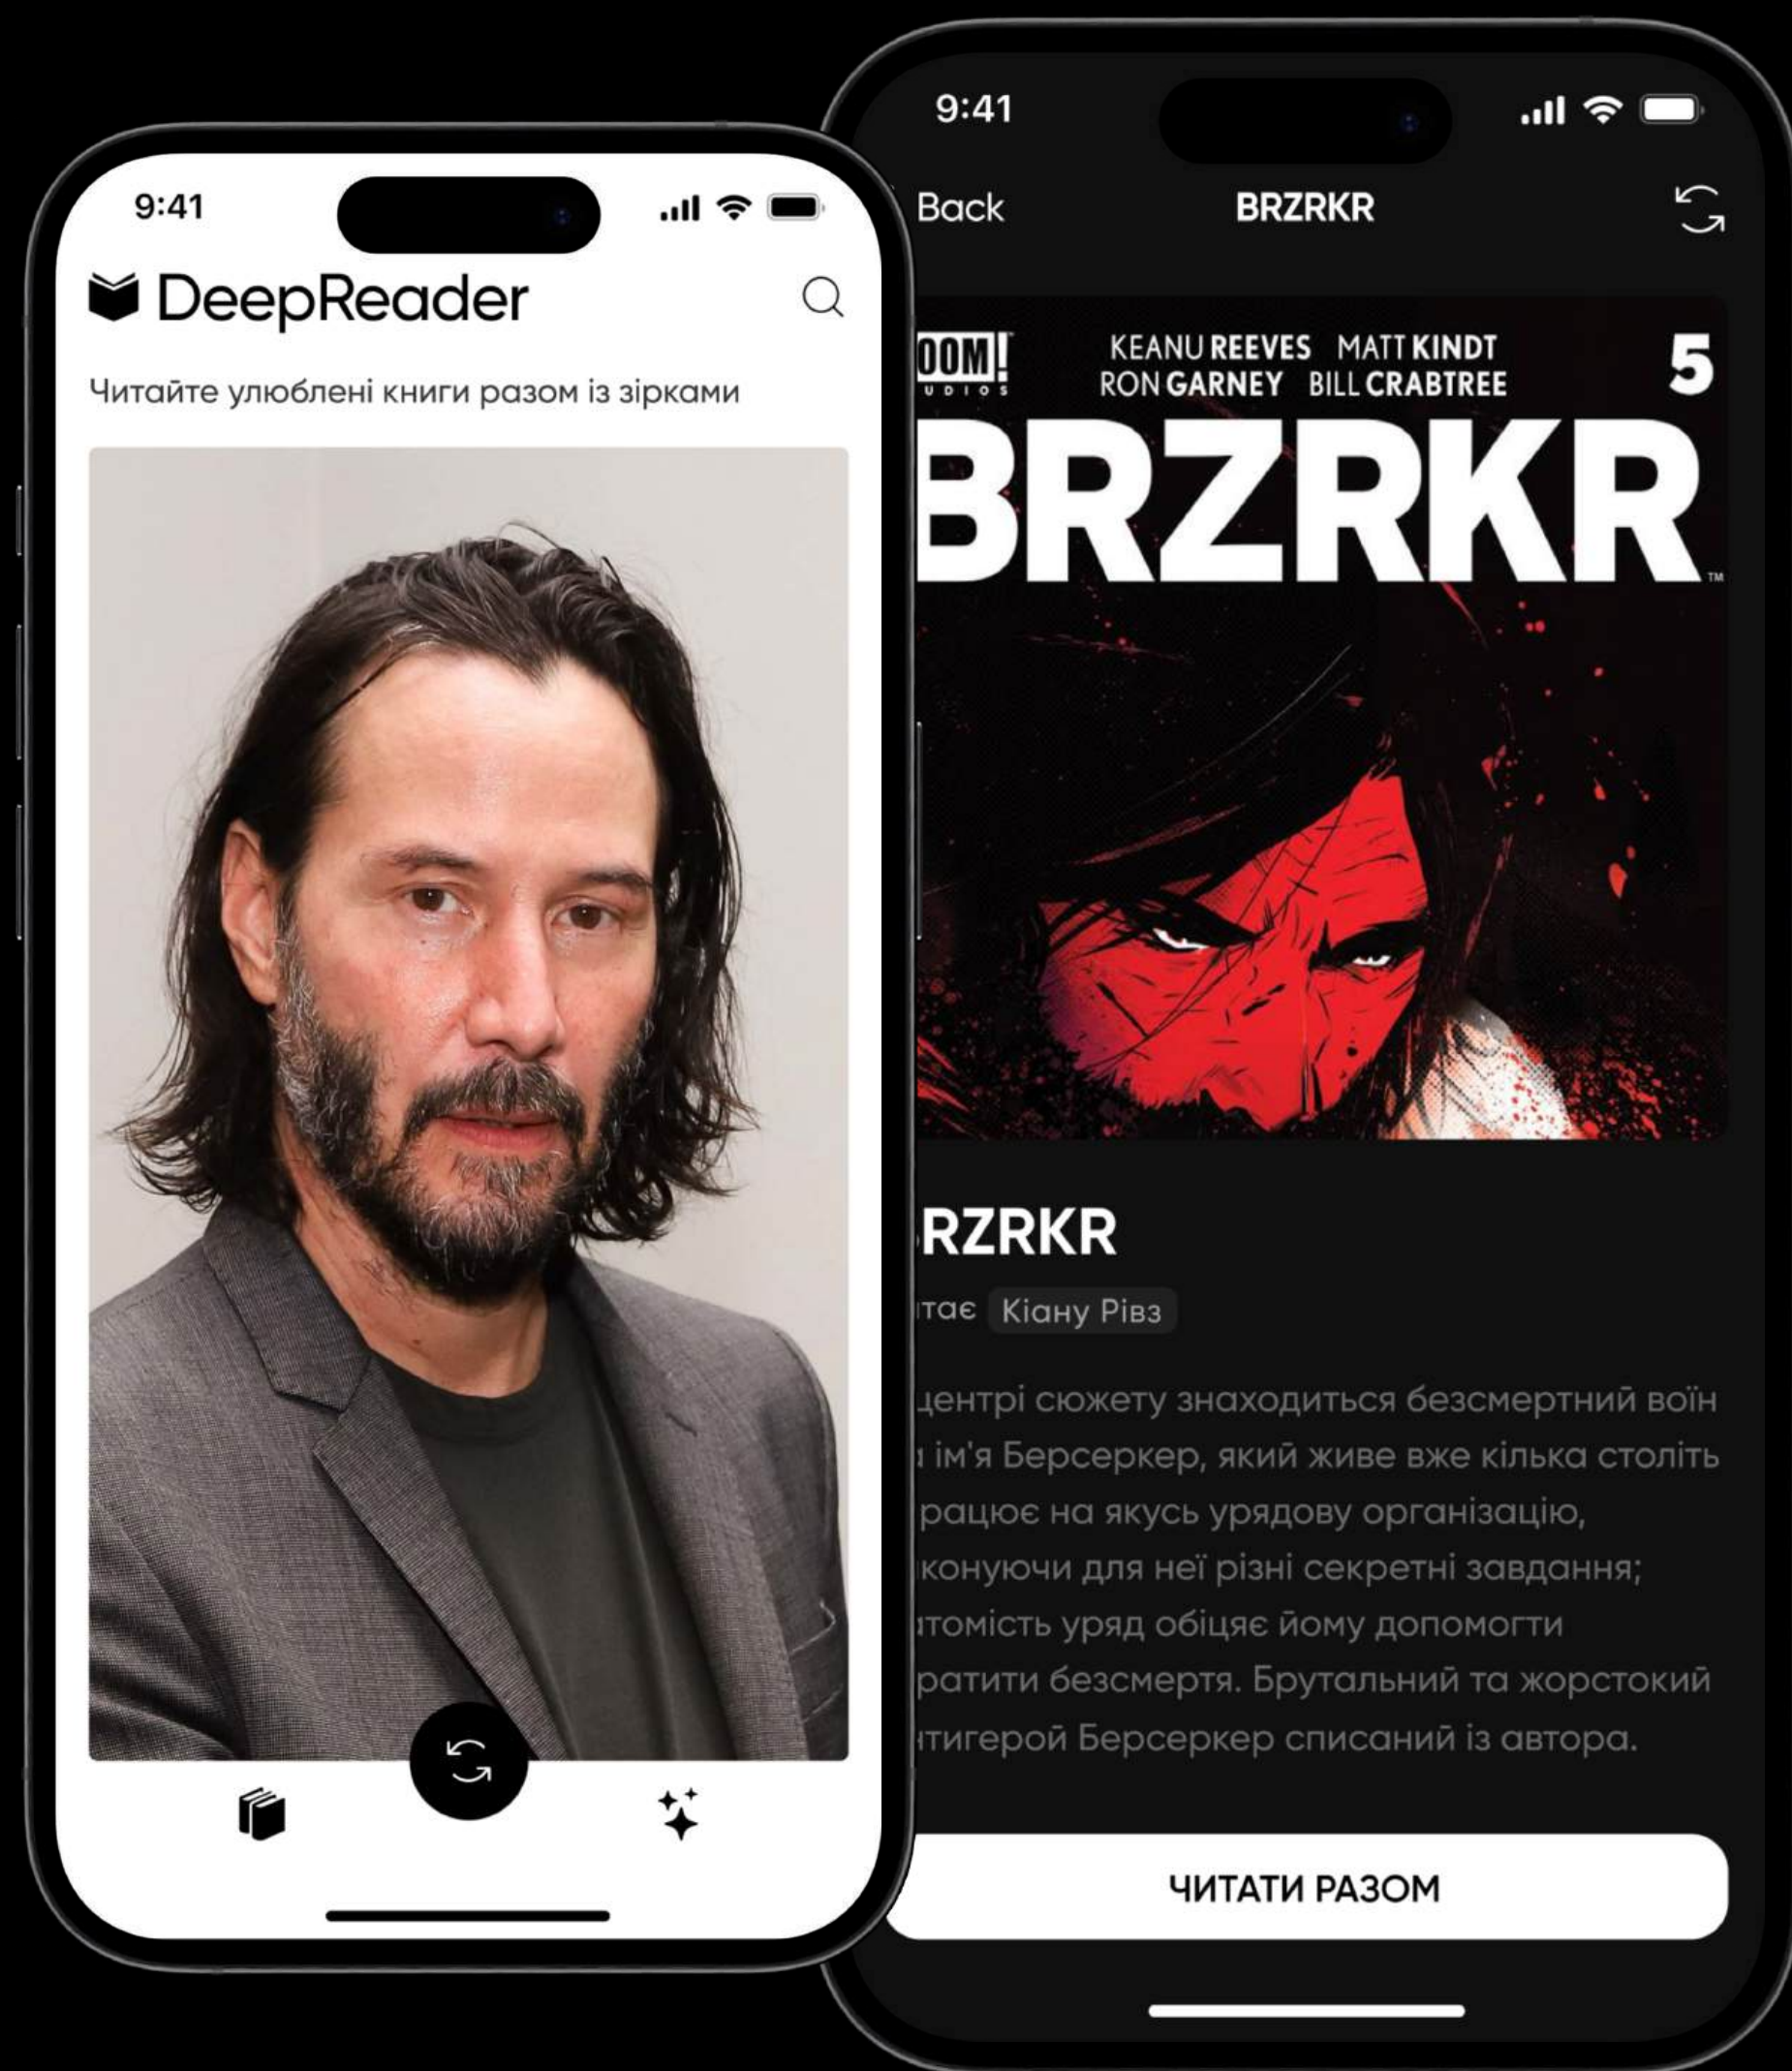 9:41
DeepReader
Читайте улюблені книги разом із зірками
9:41
Back
BRZRKR
OOM!
UDIOS
KEANU REEVES MATT KINDT
RON GARNEY BILL CRABTREE
5
BRZRKR
TM
RZRKR
тає Кіану Рівз
центрі сюжету знаходиться безсмертний воїн
ім'я Берсеркер, який живе вже кілька століть
рацює на якусь урядову організацію,
конуючи для неї різні секретні завдання;
томість уряд обіцяє йому допомогти
ратити безсмертя. Брутальний та жорстокий
тигерой Берсеркер списаний із автора.
ЧИТАТИ РАЗОМ